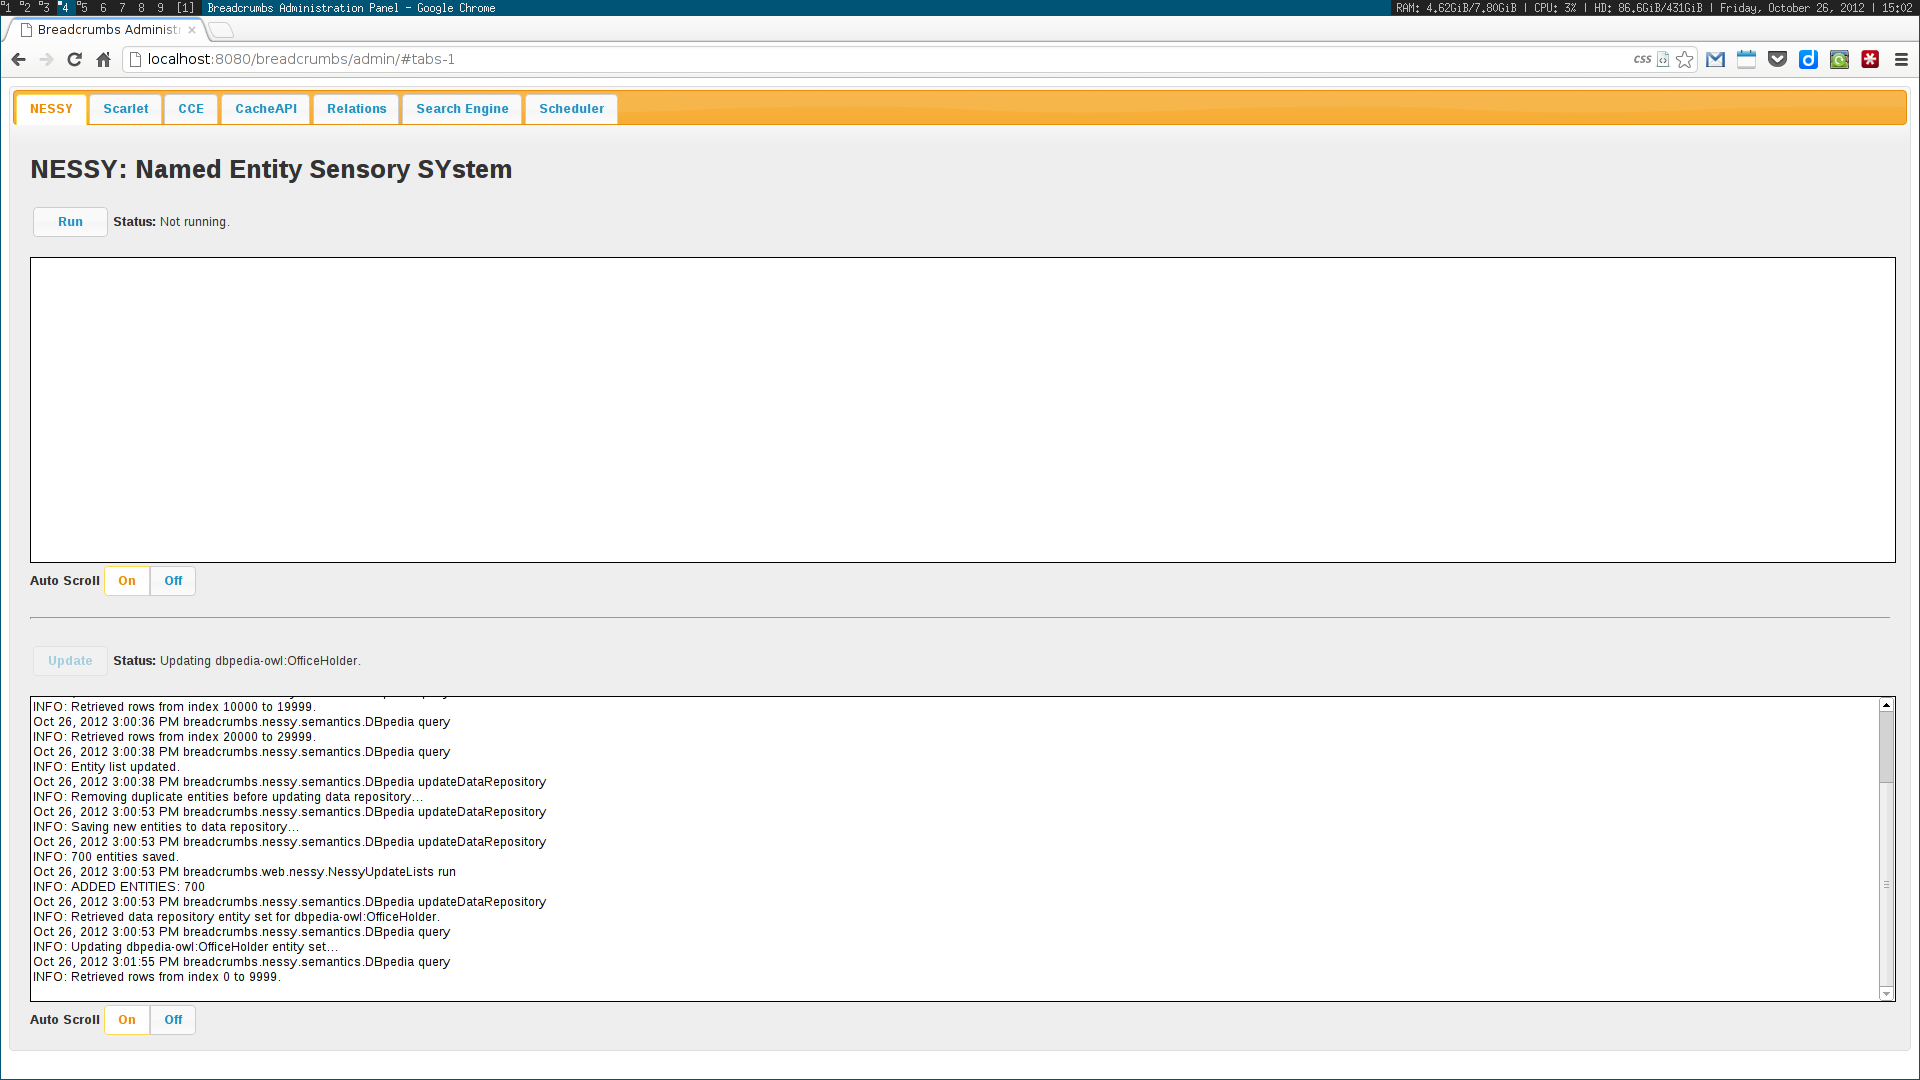 1 2 3 4 5 6 7 8 9 [1] Breadcrumbs Administration Panel - Google Chrome RAM: 4.62GiB/7.80GiB | CPU: 3% | HD: 86.6GiB/431GiB | Friday, October 26, 2012 | 15:02
Breadcrumbs Administ
localhost:8080/breadcrumbs/admin/#tabs-1 css
NESSY Scarlet CCE CacheAPI Relations Search Engine Scheduler
NESSY: Named Entity Sensory SYstem
Run Status: Not running.
Auto Scroll On Off
Update Status: Updating dbpedia-owl:OfficeHolder.
INFO: Retrieved rows from index 10000 to 19999.
Oct 26, 2012 3:00:36 PM breadcrumbs.nessy.semantics.DBpedia query
INFO: Retrieved rows from index 20000 to 29999.
Oct 26, 2012 3:00:38 PM breadcrumbs.nessy.semantics.DBpedia query
INFO: Entity list updated.
Oct 26, 2012 3:00:38 PM breadcrumbs.nessy.semantics.DBpedia updateDataRepository
INFO: Removing duplicate entities before updating data repository...
Oct 26, 2012 3:00:53 PM breadcrumbs.nessy.semantics.DBpedia updateDataRepository
INFO: Saving new entities to data repository...
Oct 26, 2012 3:00:53 PM breadcrumbs.nessy.semantics.DBpedia updateDataRepository
INFO: 700 entities saved.
Oct 26, 2012 3:00:53 PM breadcrumbs.web.nessy.NessyUpdateLists run
INFO: ADDED ENTITIES: 700
Oct 26, 2012 3:00:53 PM breadcrumbs.nessy.semantics.DBpedia updateDataRepository
INFO: Retrieved data repository entity set for dbpedia-owl:OfficeHolder.
Oct 26, 2012 3:00:53 PM breadcrumbs.nessy.semantics.DBpedia query
INFO: Updating dbpedia-owl:OfficeHolder entity set...
Oct 26, 2012 3:01:55 PM breadcrumbs.nessy.semantics.DBpedia query
INFO: Retrieved rows from index 0 to 9999.
Auto Scroll On Off